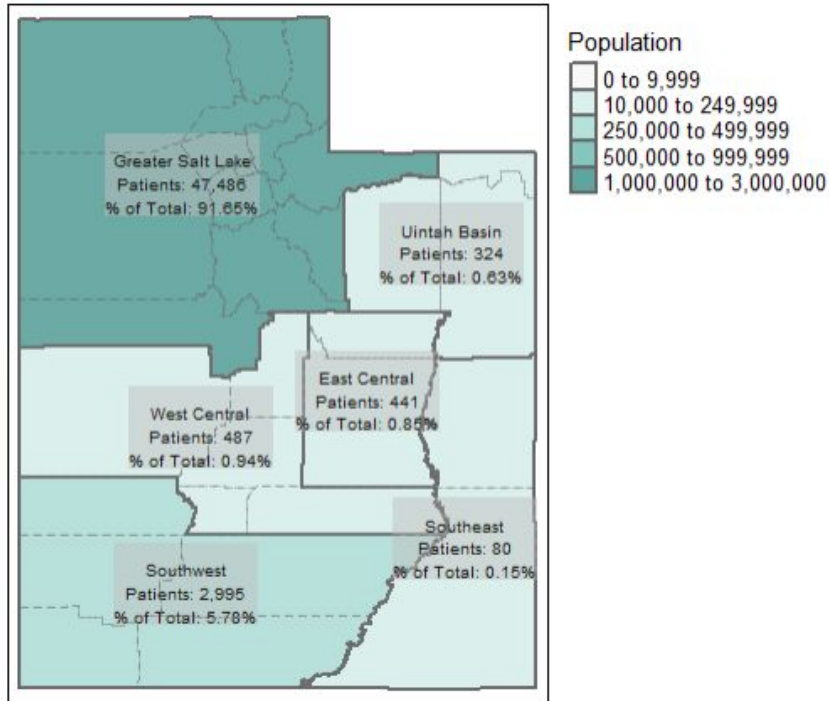 Population
0 to 9,999
10,000 to 249,999
250,000 to 499,999
500,000 to 999,999
1,000,000 to 3,000,000
Greater Salt Lake
Patients: 47,486
% of Total: 91.65%
Uintah Basin
Patients: 324
% of Total: 0.63%
East Central
Patients: 441
% of Total: 0.85%
West Central
Patients: 487
% of Total: 0.94%
Southeast
Patients: 80
% of Total: 0.15%
Southwest
Patients: 2,995
% of Total: 5.78%